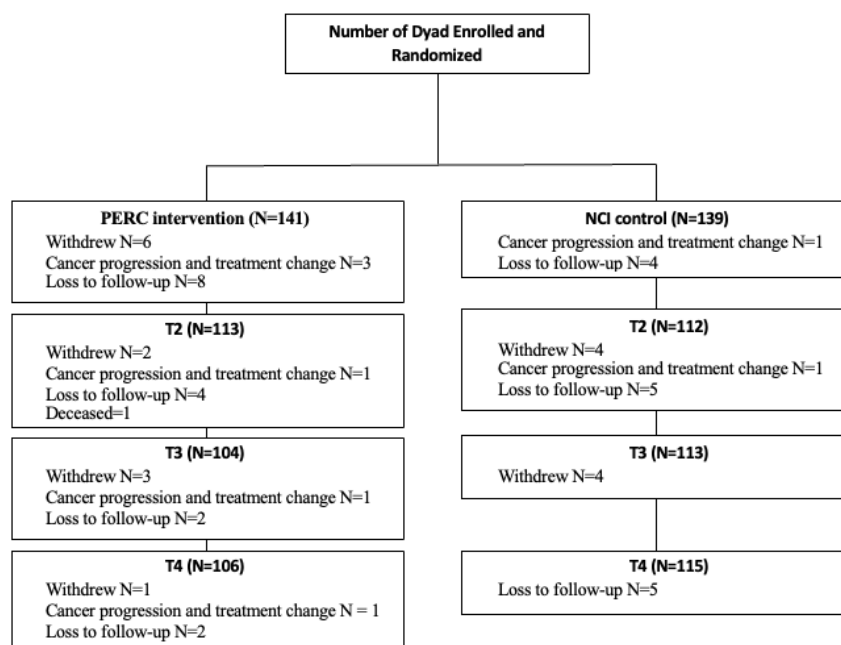 Number of Dyad Enrolled and
Randomized
PERC intervention (N=141)
Withdrew N=6
Cancer progression and treatment change N=3
Loss to follow-up N=8
NCI control (N=139)
Cancer progression and treatment change N=1
Loss to follow-up N=4
T2 (N=113)
Withdrew N=2
Cancer progression and treatment change N=1
Loss to follow-up N=4
Deceased=1
T2 (N=112)
Withdrew N=4
Cancer progression and treatment change N=1
Loss to follow-up N=5
T3 (N=104)
Withdrew N=3
Cancer progression and treatment change N=1
Loss to follow-up N=2
T3 (N=113)
Withdrew N=4
T4 (N=106)
Withdrew N=1
Cancer progression and treatment change N = 1
Loss to follow-up N=2
T4 (N=115)
Loss to follow-up N=5